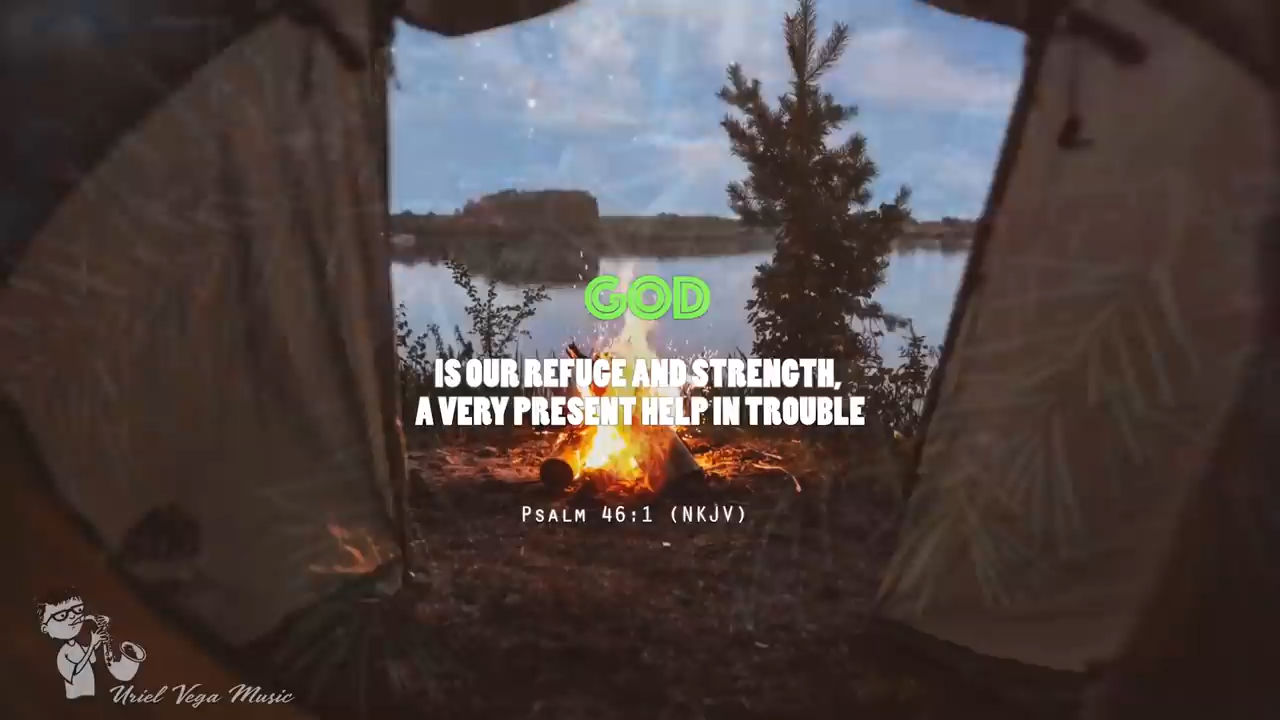 GOD
IS OUR REFUGE AND STRENGTH,
A VERY PRESENT HELP IN TROUBLE
Psalm 46:1 (NKJV)
Uriel Vega Music